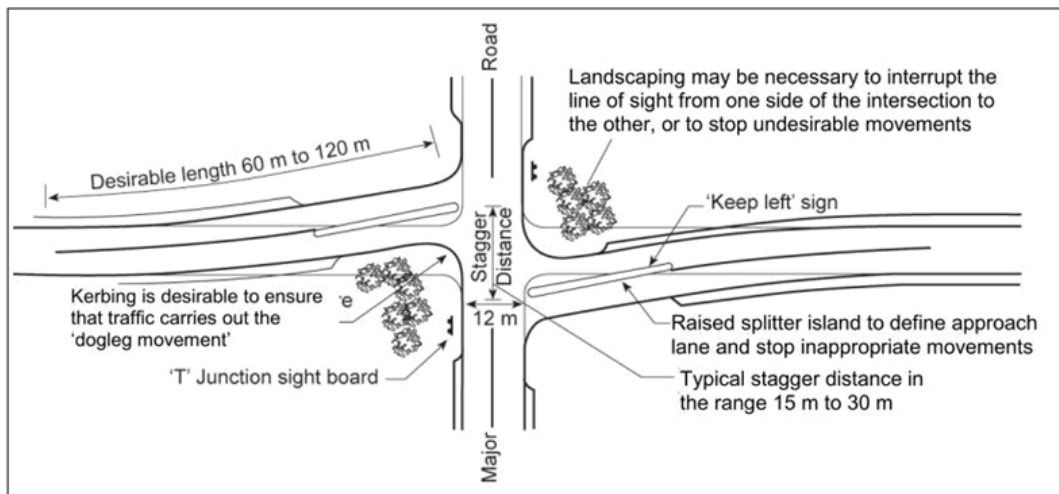 Road
Landscaping may be necessary to interrupt the
line of sight from one side of the intersection to
the other, or to stop undesirable movements
Desirable length 60 m to 120 m
'Keep left' sign
Stagger
Distance
Kerbing is desirable to ensure
that traffic carries out the
'dogleg movement'
e
12 m
Raised splitter island to define approach
lane and stop inappropriate movements
'T' Junction sight board
Typical stagger distance in
the range 15 m to 30 m
Major